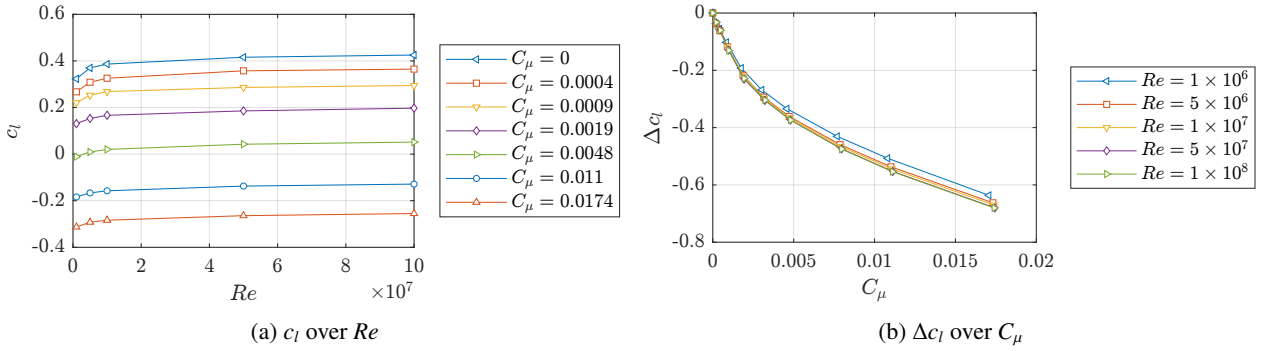 0.6
0.4
0.2
0
-0.2
-0.4
c_l
0 2 4 6 8 10
Re
×10^7
C_μ = 0
C_μ = 0.0004
C_μ = 0.0009
C_μ = 0.0019
C_μ = 0.0048
C_μ = 0.011
C_μ = 0.0174
(a) c_l over Re
0
-0.2
-0.4
-0.6
-0.8
Δc_l
0 0.005 0.01 0.015 0.02
C_μ
Re = 1 × 10^6
Re = 5 × 10^6
Re = 1 × 10^7
Re = 5 × 10^7
Re = 1 × 10^8
(b) Δc_l over C_μ